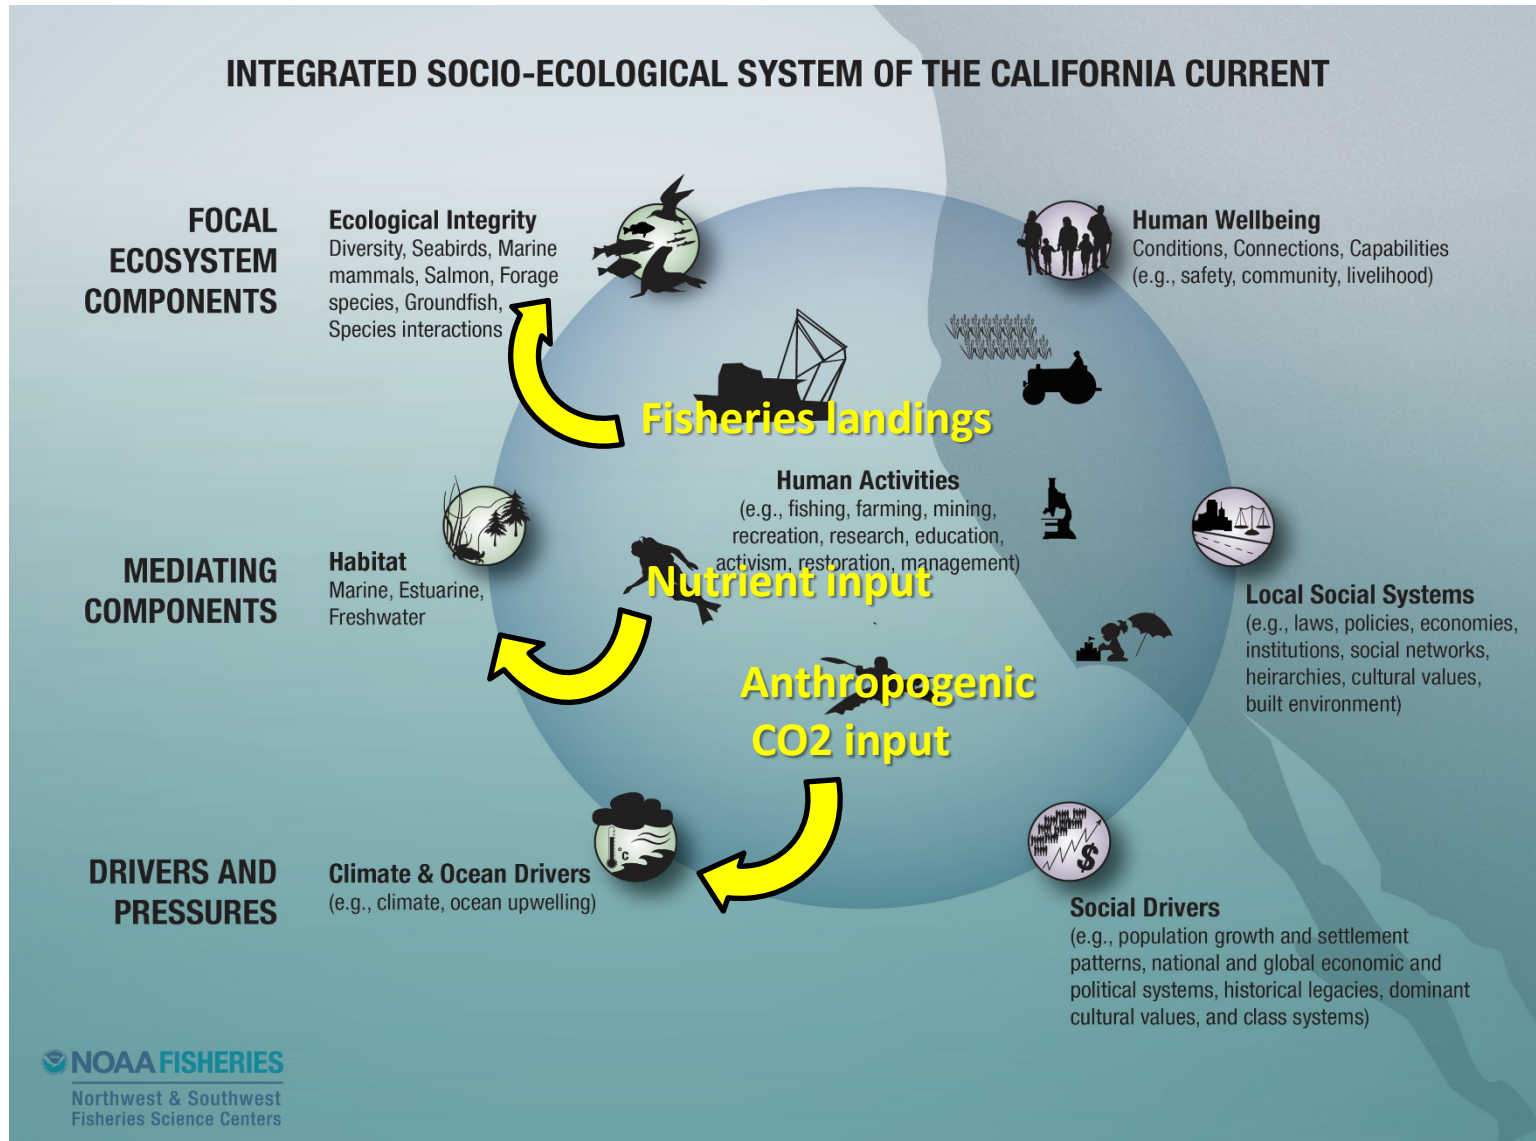 INTEGRATED SOCIO-ECOLOGICAL SYSTEM OF THE CALIFORNIA CURRENT
FOCAL
ECOSYSTEM
COMPONENTS
Ecological Integrity
Diversity, Seabirds, Marine
mammals, Salmon, Forage
species, Groundfish,
Species interactions
Human Wellbeing
Conditions, Connections, Capabilities
(e.g., safety, community, livelihood)
Fisheries landings
Human Activities
(e.g., fishing, farming, mining,
recreation, research, education,
activism, restoration, management)
MEDIATING
COMPONENTS
Habitat
Marine, Estuarine,
Freshwater
Nutrient input
Local Social Systems
(e.g., laws, policies, economies,
institutions, social networks,
heirarchies, cultural values,
built environment)
Anthropogenic
CO2 input
DRIVERS AND
PRESSURES
Climate & Ocean Drivers
(e.g., climate, ocean upwelling)
°C
$
Social Drivers
(e.g., population growth and settlement
patterns, national and global economic and
political systems, historical legacies, dominant
cultural values, and class systems)
NOAA FISHERIES
Northwest & Southwest
Fisheries Science Centers